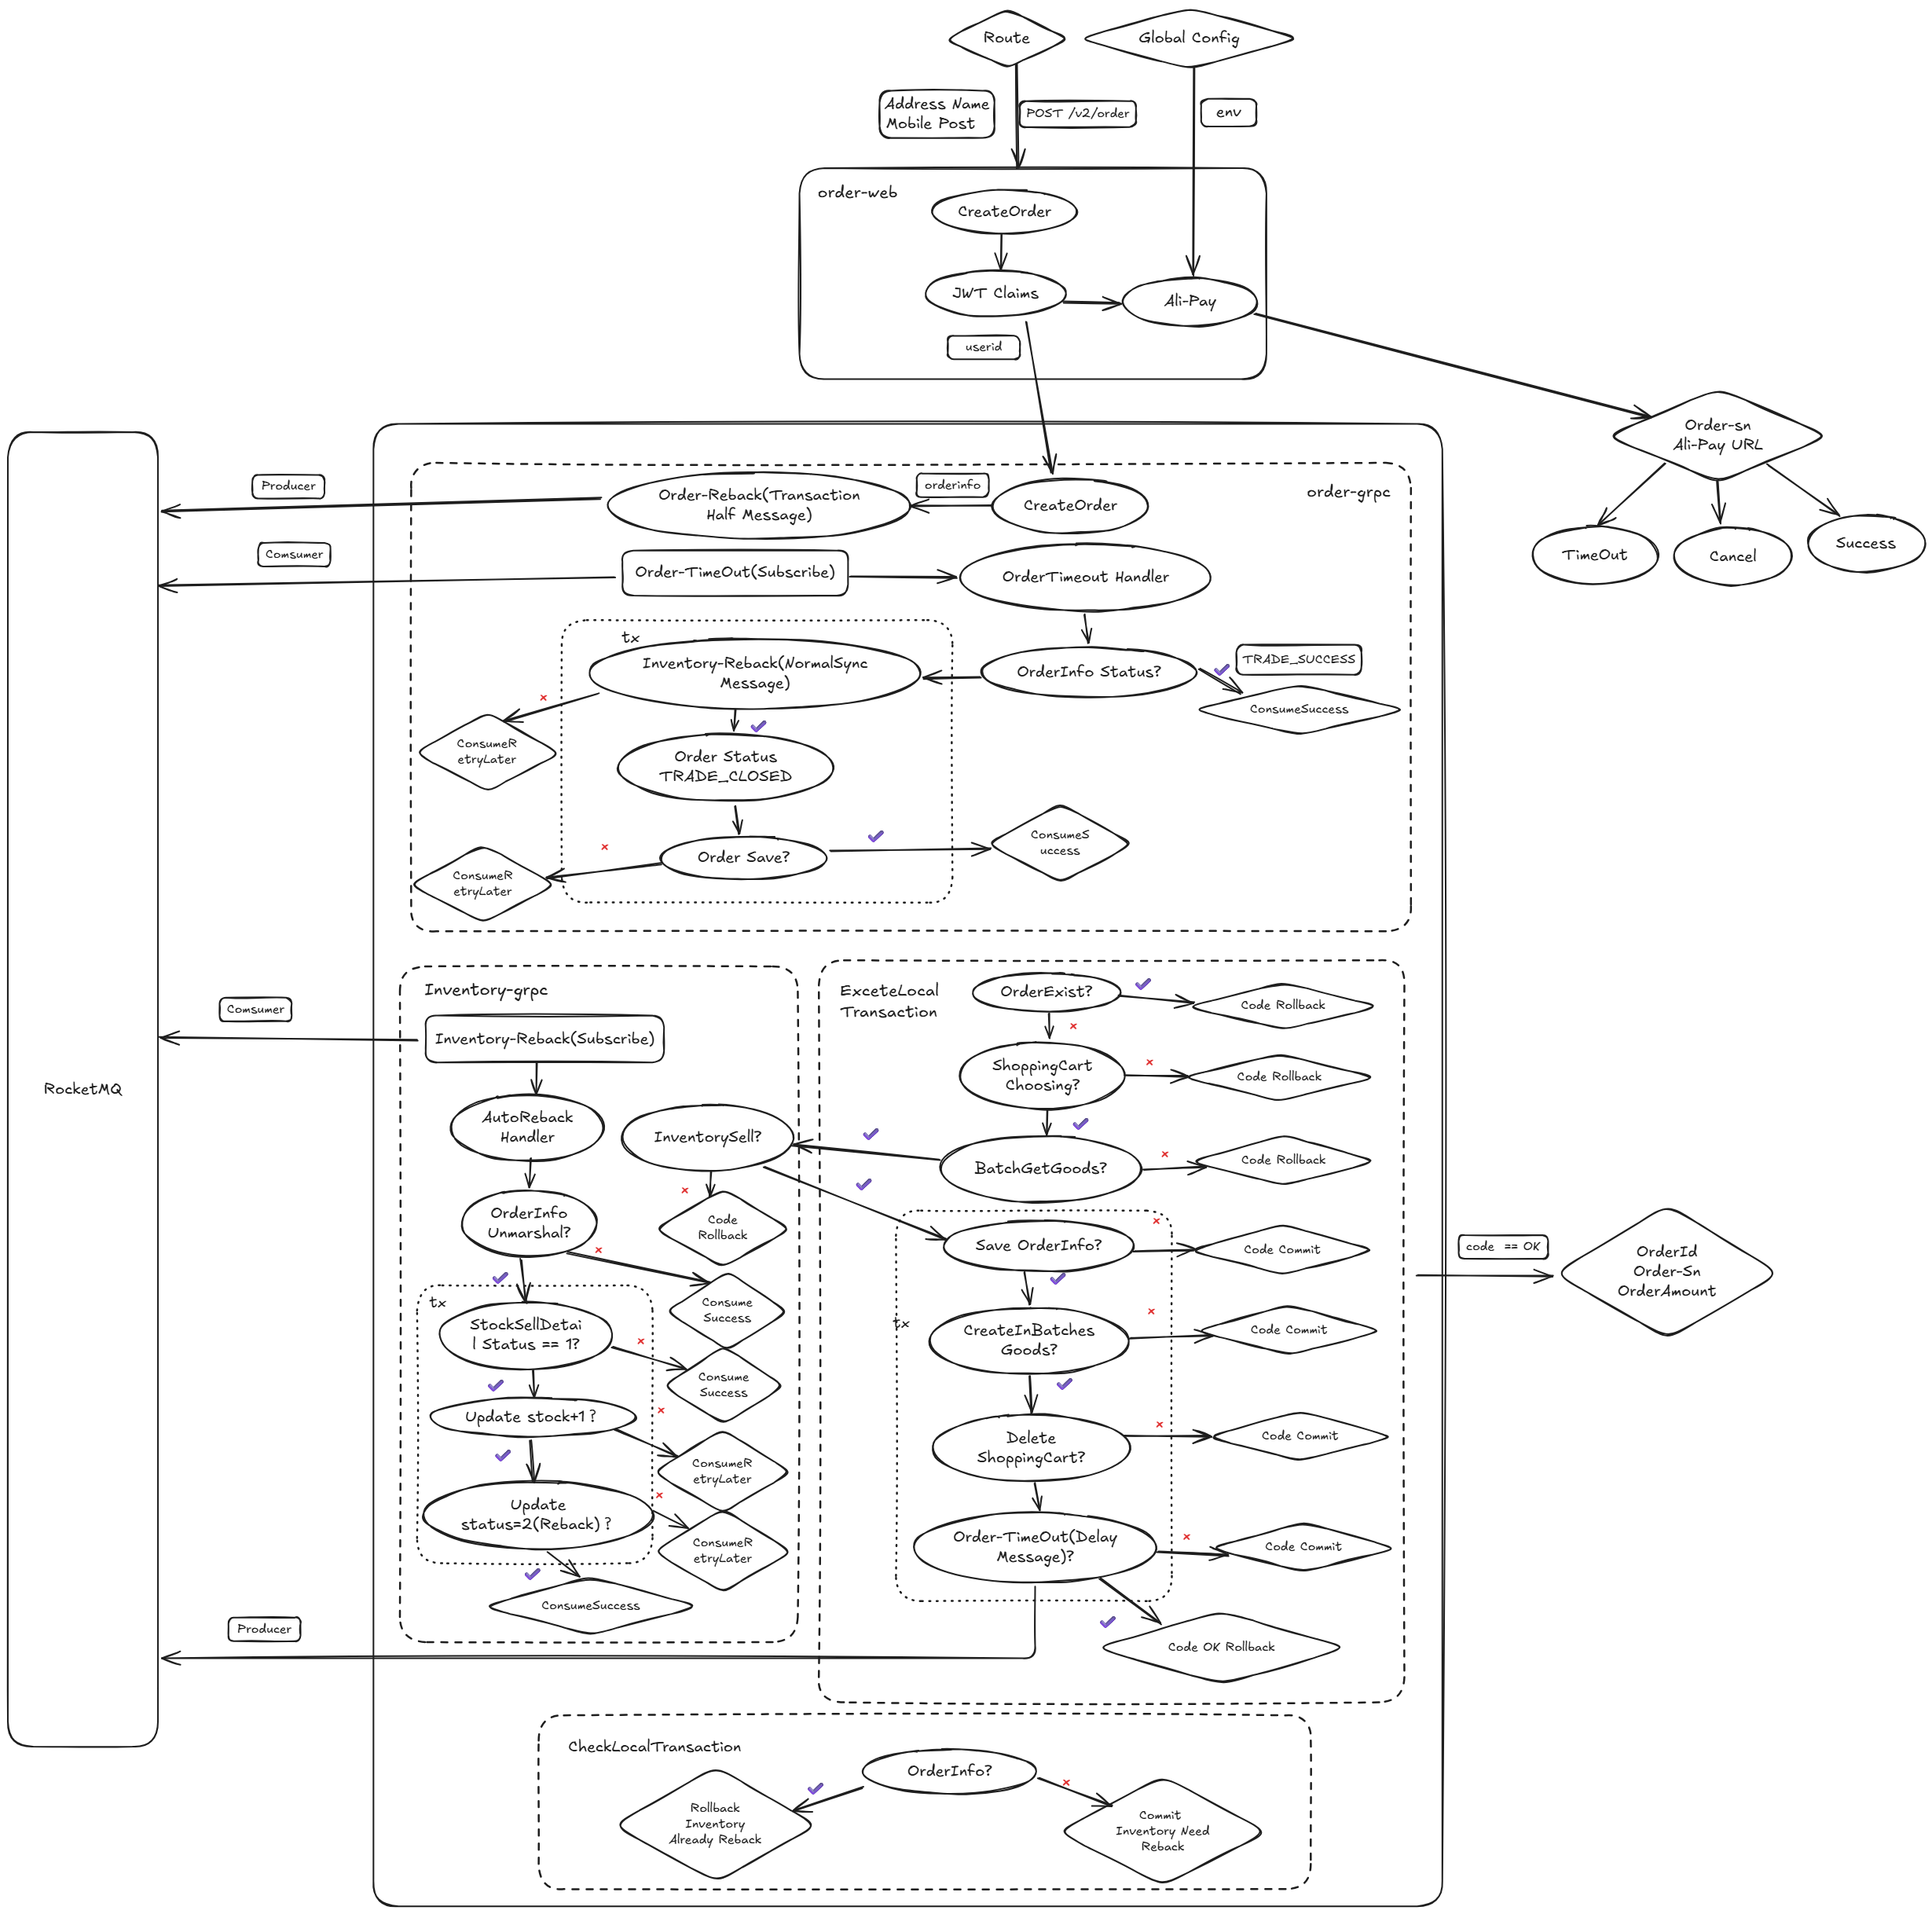 Route
Global Config
Address Name
Mobile Post
POST /v2/order
env
order-web
CreateOrder
JWT Claims
Ali-Pay
userid
Order-sn
Ali-Pay URL
TimeOut
Cancel
Success
RocketMQ
Producer
Order-Reback(Transaction
Half Message)
orderinfo
CreateOrder
order-grpc
Comsumer
Order-TimeOut(Subscribe)
OrderTimeout Handler
tx
Inventory-Reback(NormalSync
Message)
OrderInfo Status?
TRADE_SUCCESS
ConsumeSuccess
ConsumeR
etryLater
Order Status
TRADE_CLOSED
Order Save?
ConsumeS
uccess
ConsumeR
etryLater
Inventory-grpc
Comsumer
Inventory-Reback(Subscribe)
AutoReback
Handler
InventorySell?
OrderInfo
Unmarshal?
Code
Rollback
tx
Consume
Success
StockSellDetai
l Status == 1?
Consume
Success
Update stock+1 ?
ConsumeR
etryLater
Update
status=2(Reback) ?
ConsumeR
etryLater
ConsumeSuccess
Producer
ExceteLocal
Transaction
OrderExist?
Code Rollback
ShoppingCart
Choosing?
Code Rollback
BatchGetGoods?
Code Rollback
Save OrderInfo?
Code Commit
tx
CreateInBatches
Goods?
Code Commit
Delete
ShoppingCart?
Code Commit
Order-TimeOut(Delay
Message)?
Code Commit
Code OK Rollback
code == OK
OrderId
Order-Sn
OrderAmount
CheckLocalTransaction
OrderInfo?
Rollback
Inventory
Already Reback
Commit
Inventory Need
Reback